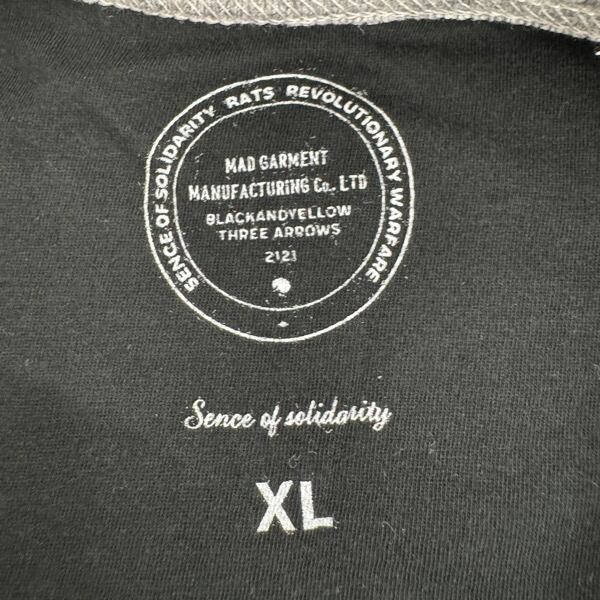 SENCE OF SOLIDARITY RATS REVOLUTIONARY WARFARE
MAD GARMENT
MANUFACTURING Co., LTD
BLACKANDYELLOW
THREE ARROWS
2121
Sence of solidarity
XL